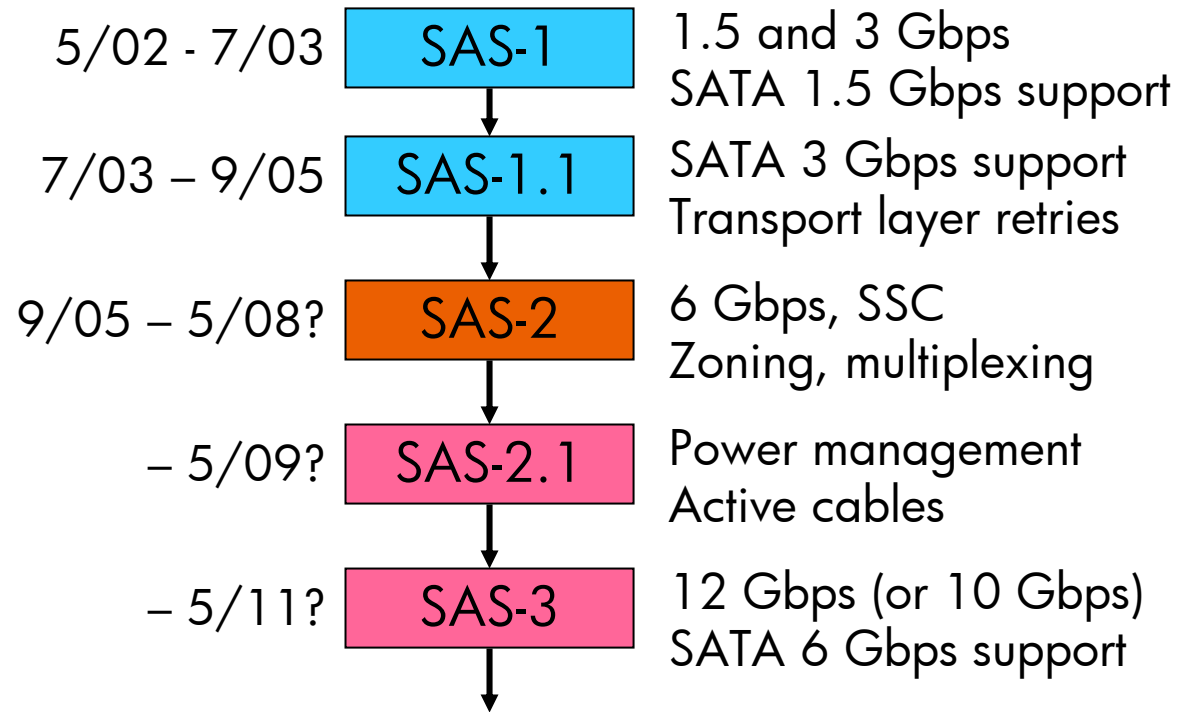 5/02 - 7/03
SAS-1
1.5 and 3 Gbps
SATA 1.5 Gbps support
7/03 – 9/05
SAS-1.1
SATA 3 Gbps support
Transport layer retries
9/05 – 5/08?
SAS-2
6 Gbps, SSC
Zoning, multiplexing
– 5/09?
SAS-2.1
Power management
Active cables
– 5/11?
SAS-3
12 Gbps (or 10 Gbps)
SATA 6 Gbps support